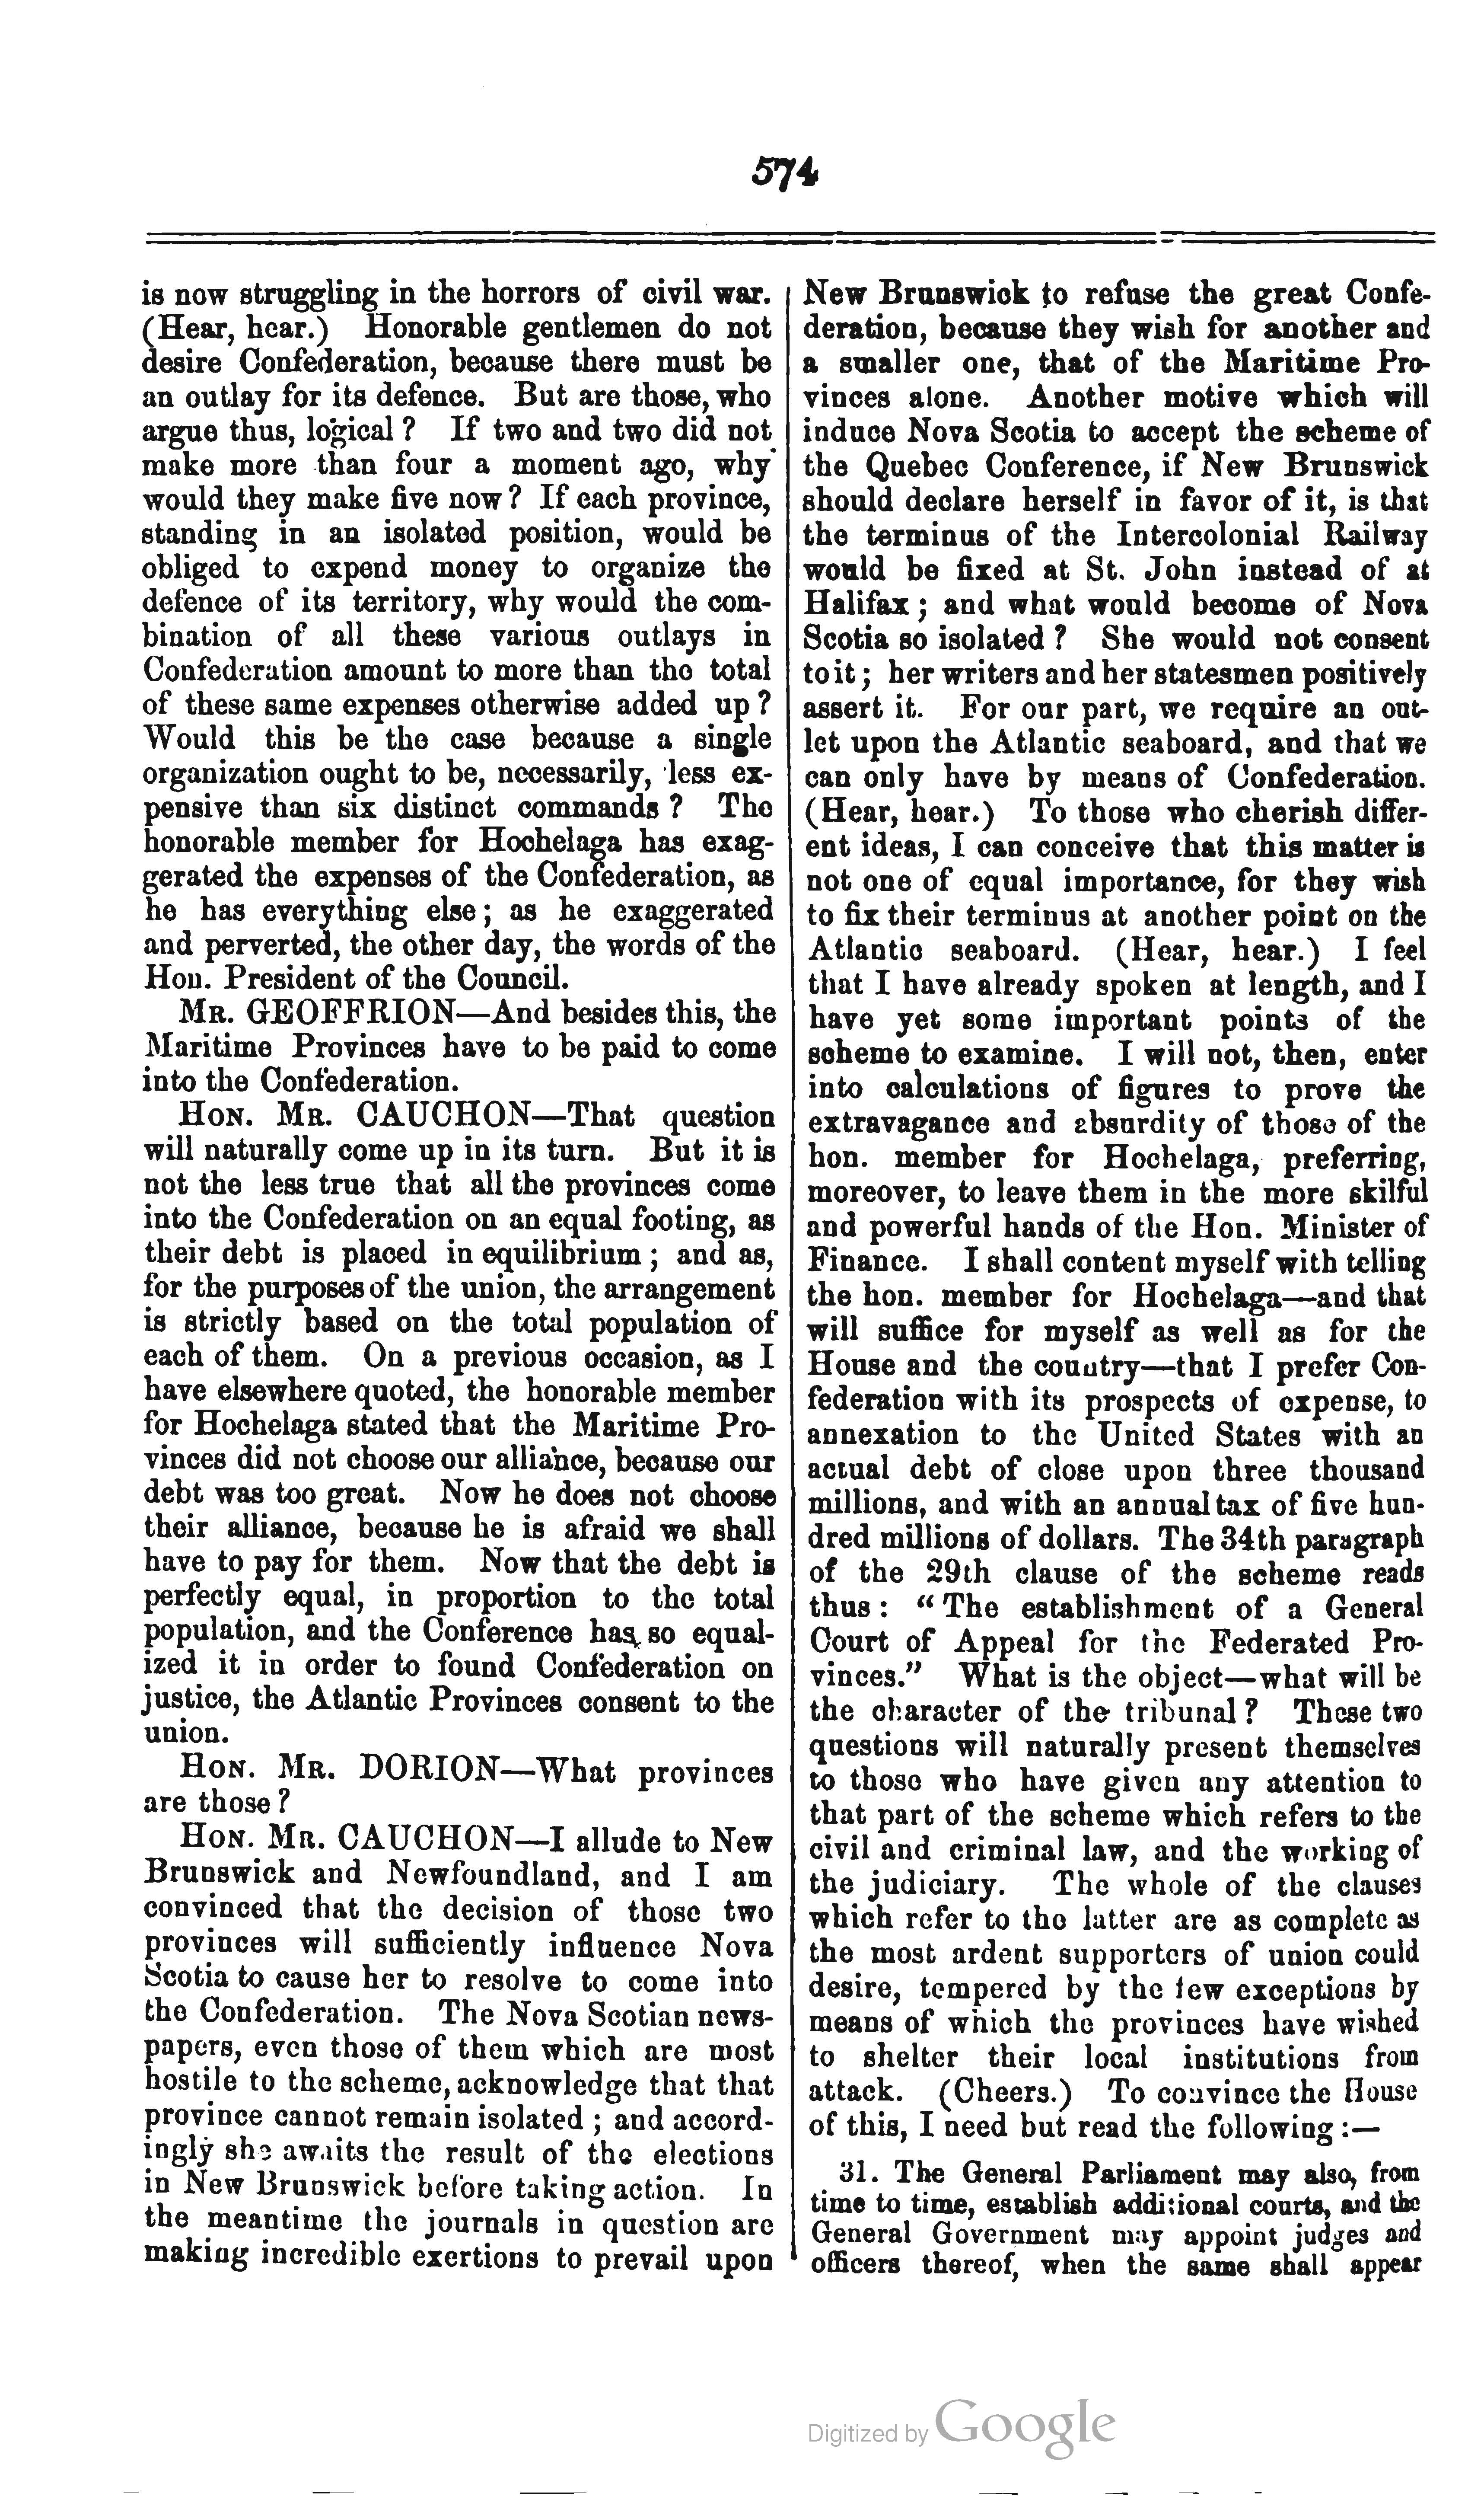 574
is now struggling in the horrors of civil war.
(Hear, hear.) Honorable gentlemen do not
desire Confederation, because there must be
an outlay for its defence. But are those, who
argue thus, logical? If two and two did not
make more than four a moment ago, why
would they make five now? If each province,
standing in an isolated position, would be
obliged to expend money to organize the
defence of its territory, why would the com-
bination of all these various outlays in
Confederation amount to more than the total
of these same expenses otherwise added up?
Would this be the case because a single
organization ought to be, necessarily, less ex-
pensive than six distinct commands? The
honorable member for Hochelaga has exag-
gerated the expenses of the Confederation, as
he has everything else; as he exaggerated
and perverted, the other day, the words of the
Hon. President of the Council.
MR. GEOFFRION—And besides this, the
Maritime Provinces have to be paid to come
into the Confederation.
HON. MR. CAUCHON—That question
will naturally come up in its turn. But it is
not the less true that all the provinces come
into the Confederation on an equal footing, as
their debt is placed in equilibrium; and as,
for the purposes of the union, the arrangement
is strictly based on the total population of
each of them. On a previous occasion, as I
have elsewhere quoted, the honorable member
for Hochelaga stated that the Maritime Pro-
vinces did not choose our alliance, because our
debt was too great. Now he does not choose
their alliance, because he is afraid we shall
have to pay for them. Now that the debt is
perfectly equal, in proportion to the total
population, and the Conference has so equal-
ized it in order to found Confederation on
justice, the Atlantic Provinces consent to the
union.
HON. MR. DORION—What provinces
are those?
HON. MR. CAUCHON—I allude to New
Brunswick and Newfoundland, and I am
convinced that the decision of those two
provinces will sufficiently influence Nova
Scotia to cause her to resolve to come into
the Confederation. The Nova Scotian news-
papers, even those of them which are most
hostile to the scheme, acknowledge that that
province cannot remain isolated; and accord-
ingly she awaits the result of the elections
in New Brunswick before taking action. In
the meantime the journals in question are
making incredible exertions to prevail upon
New Brunswick to refuse the great Confe-
deration, because they wish for another and
a smaller one, that of the Maritime Pro-
vinces alone. Another motive which will
induce Nova Scotia to accept the scheme of
the Quebec Conference, if New Brunswick
should declare herself in favor of it, is that
the terminus of the Intercolonial Railway
would be fixed at St. John instead of at
Halifax; and what would become of Nova
Scotia so isolated? She would not consent
to it; her writers and her statesmen positively
assert it. For our part, we require an out-
let upon the Atlantic seaboard, and that we
can only have by means of Confederation.
(Hear, hear.) To those who cherish differ-
ent ideas, I can conceive that this matter is
not one of equal importance, for they wish
to fix their terminus at another point on the
Atlantic seaboard. (Hear, hear.) I feel
that I have already spoken at length, and I
have yet some important points of the
scheme to examine. I will not, then, enter
into calculations of figures to prove the
extravagance and absurdity of those of the
hon. member for Hochelaga, preferring,
moreover, to leave them in the more skilful
and powerful hands of the Hon. Minister of
Finance. I shall content myself with telling
the hon. member for Hochelaga—and that
will suffice for myself as well as for the
House and the country—that I prefer Con-
federation with its prospects of expense, to
annexation to the United States with an
actual debt of close upon three thousand
millions, and with an annual tax of five hun-
dred millions of dollars. The 34th paragraph
of the 29th clause of the scheme reads
thus: "The establishment of a General
Court of Appeal for the Federated Pro-
vinces." What is the object—what will be
the character of the tribunal? These two
questions will naturally present themselves
to those who have given any attention to
that part of the scheme which refers to the
civil and criminal law, and the working of
the judiciary. The whole of the clauses
which refer to the latter are as complete as
the most ardent supporters of union could
desire, tempered by the few exceptions by
means of which the provinces have wished
to shelter their local institutions from
attack. (Cheers.) To convince the House
of this, I need but read the following:—
31. The General Parliament may also, from
time to time, establish additional courts, and the
General Government may appoint judges and
officers thereof, when the same shall appear
Digitized by Google